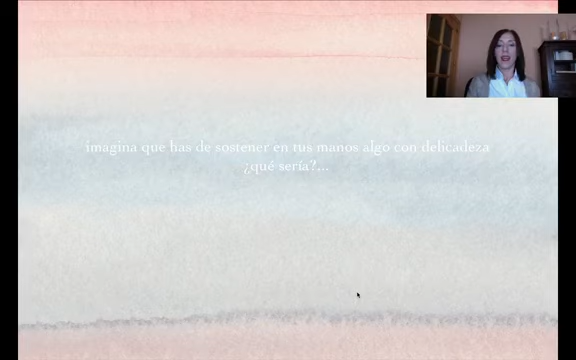 imagina que has de sostener en tus manos algo con delicadeza
¿qué sería?...